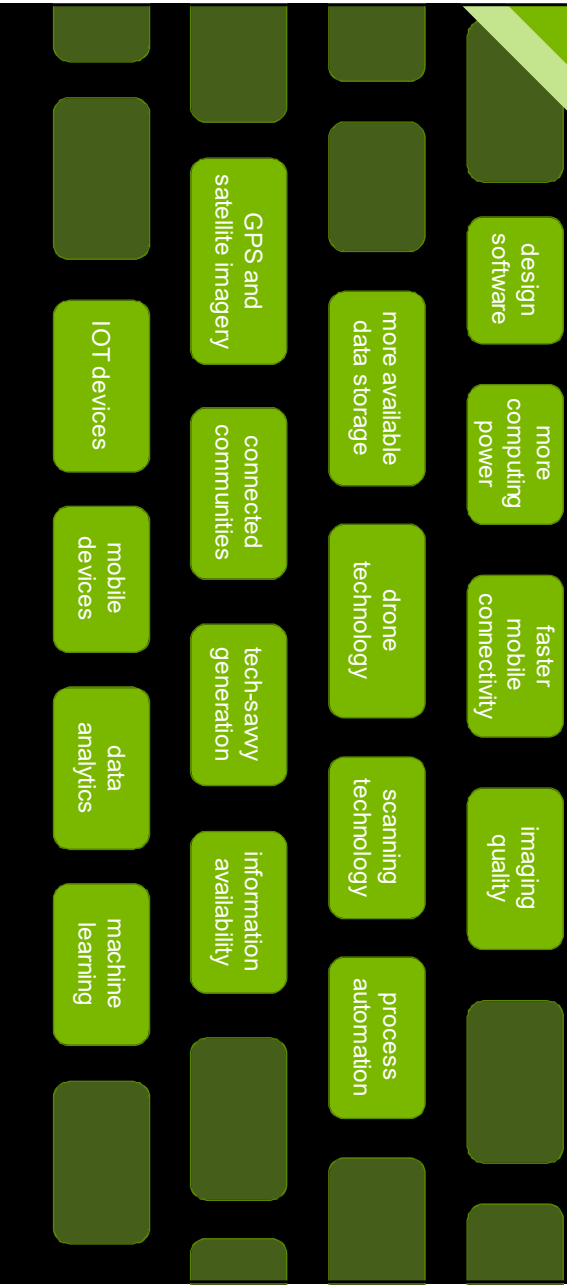 design
software
more
computing
power
faster
mobile
connectivity
imaging
quality
more available
data storage
drone
technology
scanning
technology
process
automation
GPS and
satellite imagery
connected
communities
tech-savvy
generation
information
availability
IOT devices
mobile
devices
data
analytics
machine
learning